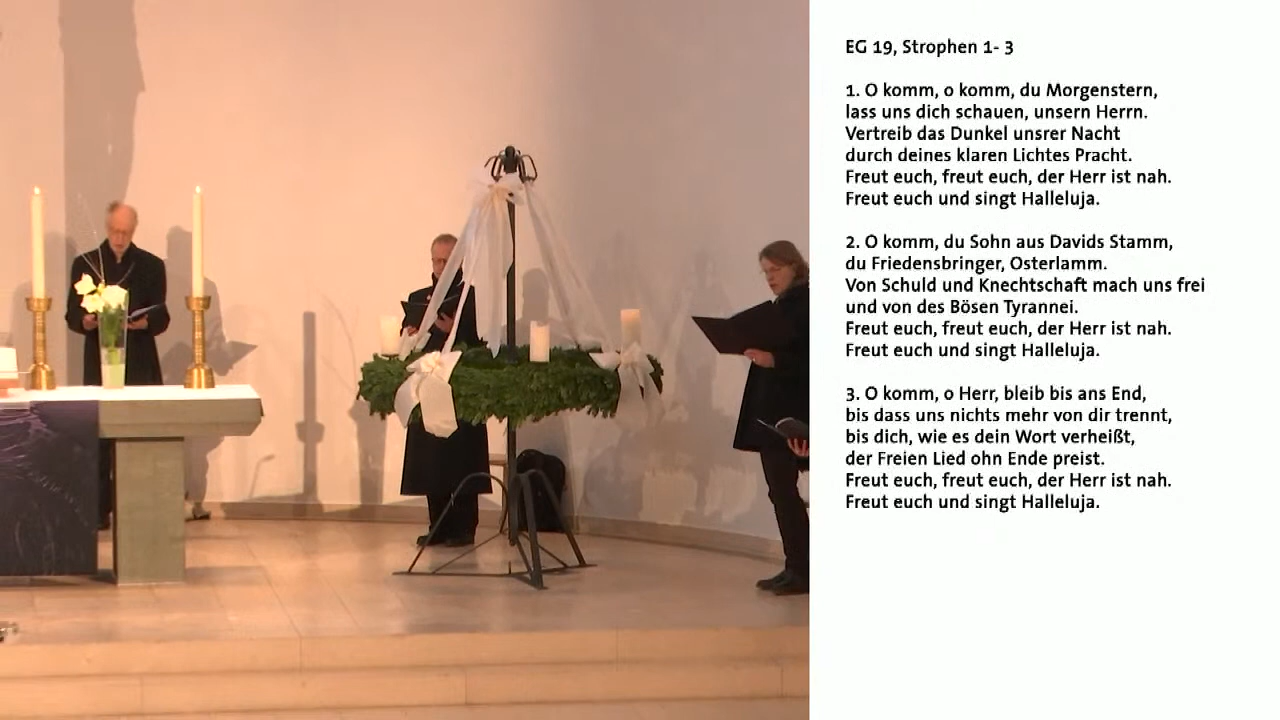 EG 19, Strophen 1- 3
1. O komm, o komm, du Morgenstern,
lass uns dich schauen, unsern Herrn.
Vertreib das Dunkel unsrer Nacht
durch deines klaren Lichtes Pracht.
Freut euch, freut euch, der Herr ist nah.
Freut euch und singt Halleluja.
2. O komm, du Sohn aus Davids Stamm,
du Friedensbringer, Osterlamm.
Von Schuld und Knechtschaft mach uns frei
und von des Bösen Tyrannei.
Freut euch, freut euch, der Herr ist nah.
Freut euch und singt Halleluja.
3. O komm, o Herr, bleib bis ans End,
bis dass uns nichts mehr von dir trennt,
bis dich, wie es dein Wort verheißt,
der Freien Lied ohn Ende preist.
Freut euch, freut euch, der Herr ist nah.
Freut euch und singt Halleluja.